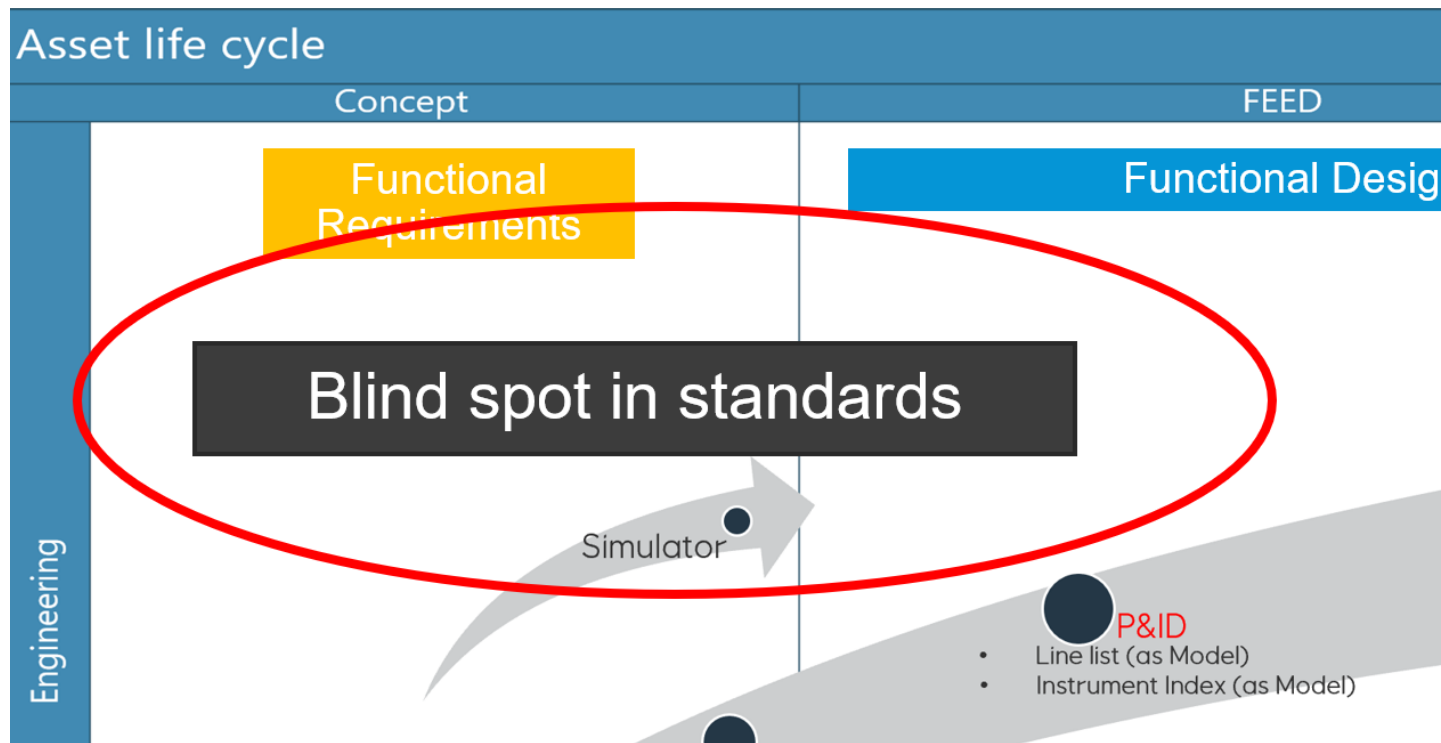 Asset life cycle
Concept
FEED
Functional
Requirements
Functional Desig
Blind spot in standards
Simulator
Engineering
P&ID
• Line list (as Model)
• Instrument Index (as Model)